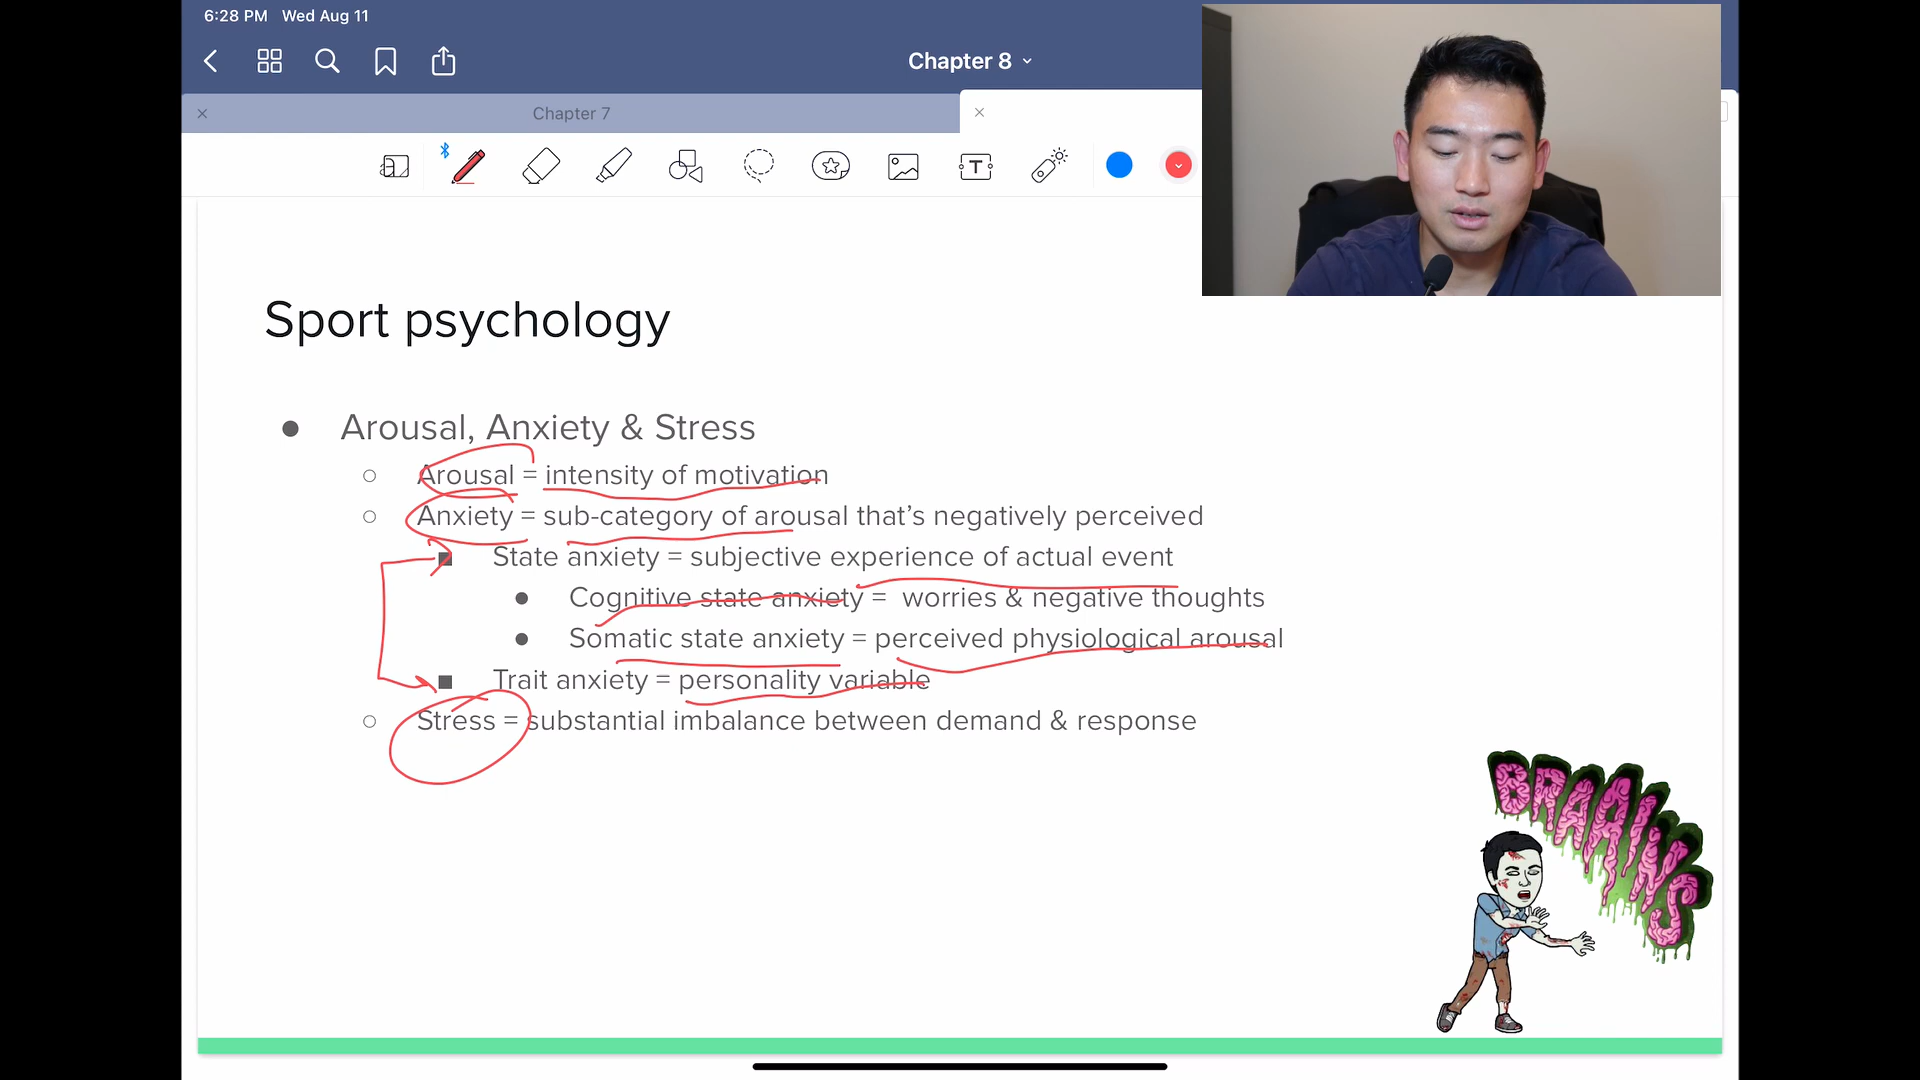 6:28 PM Wed Aug 11
Chapter 8
Chapter 7
T
Sport psychology
● Arousal, Anxiety & Stress
○ Arousal = intensity of motivation
○ Anxiety = sub-category of arousal that’s negatively perceived
■ State anxiety = subjective experience of actual event
● Cognitive state anxiety = worries & negative thoughts
● Somatic state anxiety = perceived physiological arousal
■ Trait anxiety = personality variable
○ Stress = substantial imbalance between demand & response
BRAAINS